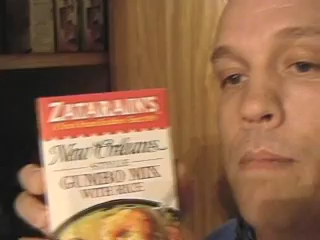 ZATARAIN'S
New Orleans
STYLE
GUMBO MIX
WITH RICE